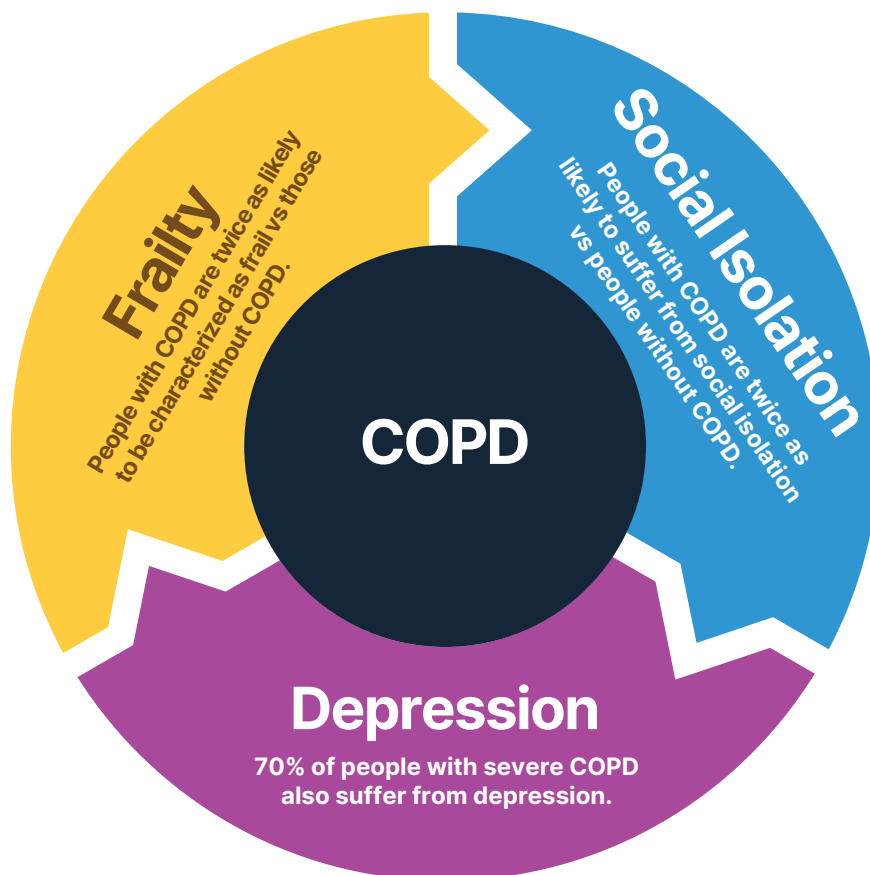 Frailty
People with COPD are twice as likely
to be characterized as frail vs those
without COPD.
Social Isolation
People with COPD are twice as
likely to suffer from social isolation
vs people without COPD.
COPD
Depression
70% of people with severe COPD
also suffer from depression.